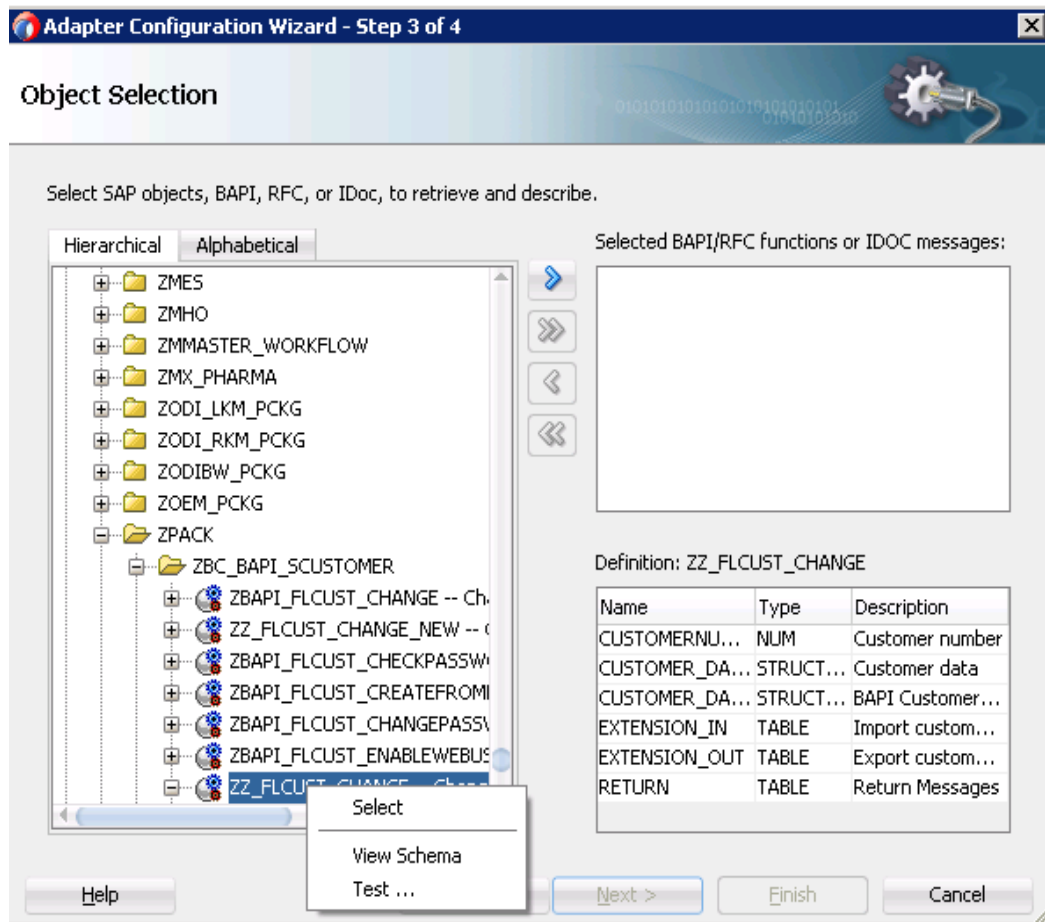 Adapter Configuration Wizard - Step 3 of 4
Object Selection
Select SAP objects, BAPI, RFC, or IDoc, to retrieve and describe.
Hierarchical Alphabetical
ZMES
ZMHO
ZMMASTER_WORKFLOW
ZMX_PHARMA
ZODI_LKM_PCKG
ZODI_RKM_PCKG
ZODIBW_PCKG
ZOEM_PCKG
ZPACK
ZBC_BAPI_SCUSTOMER
ZBAPI_FLCUST_CHANGE -- Ch
ZZ_FLCUST_CHANGE_NEW --
ZBAPI_FLCUST_CHECKPASSW
ZBAPI_FLCUST_CREATEFROM
ZBAPI_FLCUST_CHANGEPASS
ZBAPI_FLCUST_ENABLEWEBUS
ZZ_FLCUST_CHANGE -- Chang
Select
View Schema
Test ...
Selected BAPI/RFC functions or IDOC messages:
Definition: ZZ_FLCUST_CHANGE
Name Type Description
CUSTOMERNU... NUM Customer number
CUSTOMER_DA... STRUCT... Customer data
CUSTOMER_DA... STRUCT... BAPI Customer...
EXTENSION_IN TABLE Import custom...
EXTENSION_OUT TABLE Export custom...
RETURN TABLE Return Messages
Help Next > Finish Cancel